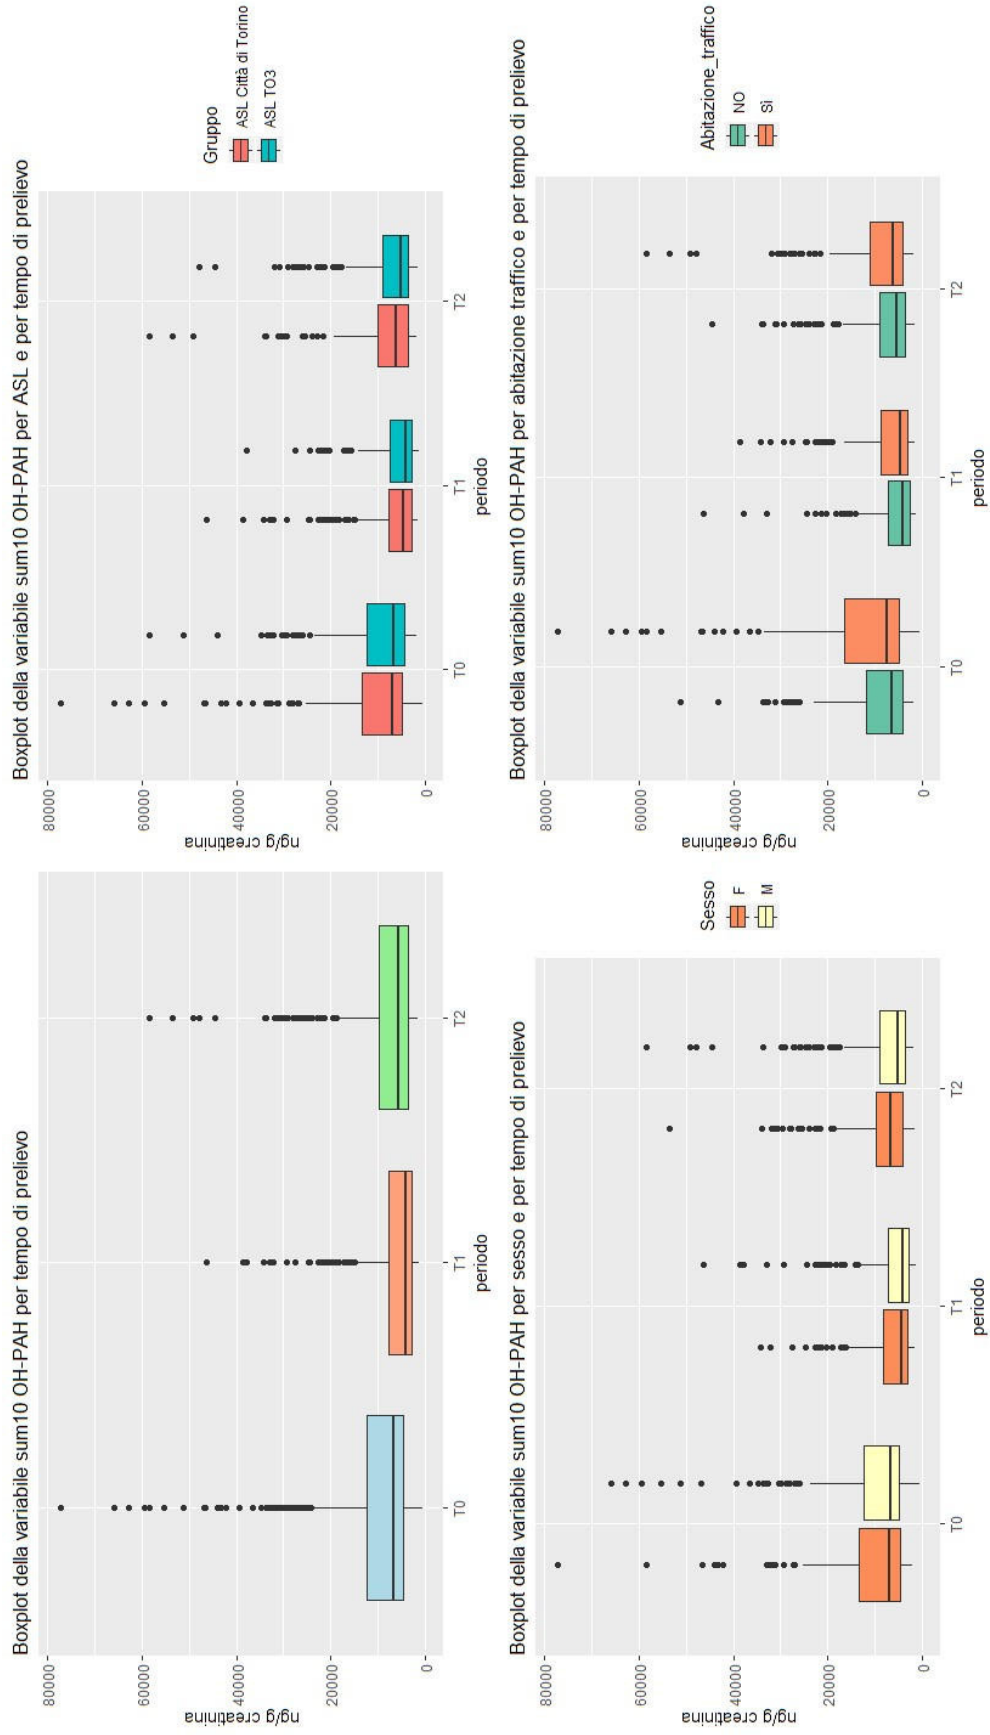 Boxplot della variabile sum10 OH-PAH per tempo di prelievo
80000
60000
40000
20000
0
ng/g creatinina
T0
T1
T2
periodo
Boxplot della variabile sum10 OH-PAH per ASL e per tempo di prelievo
80000
60000
40000
20000
0
ng/g creatinina
T0
T1
T2
periodo
Gruppo
ASL Città di Torino
ASL TO3
Boxplot della variabile sum10 OH-PAH per sesso e per tempo di prelievo
80000
60000
40000
20000
0
ng/g creatinina
T0
T1
T2
periodo
Sesso
F
M
Boxplot della variabile sum10 OH-PAH per abitazione traffico e per tempo di prelievo
80000
60000
40000
20000
0
ng/g creatinina
T0
T1
T2
periodo
Abitazione_traffico
NO
Sì